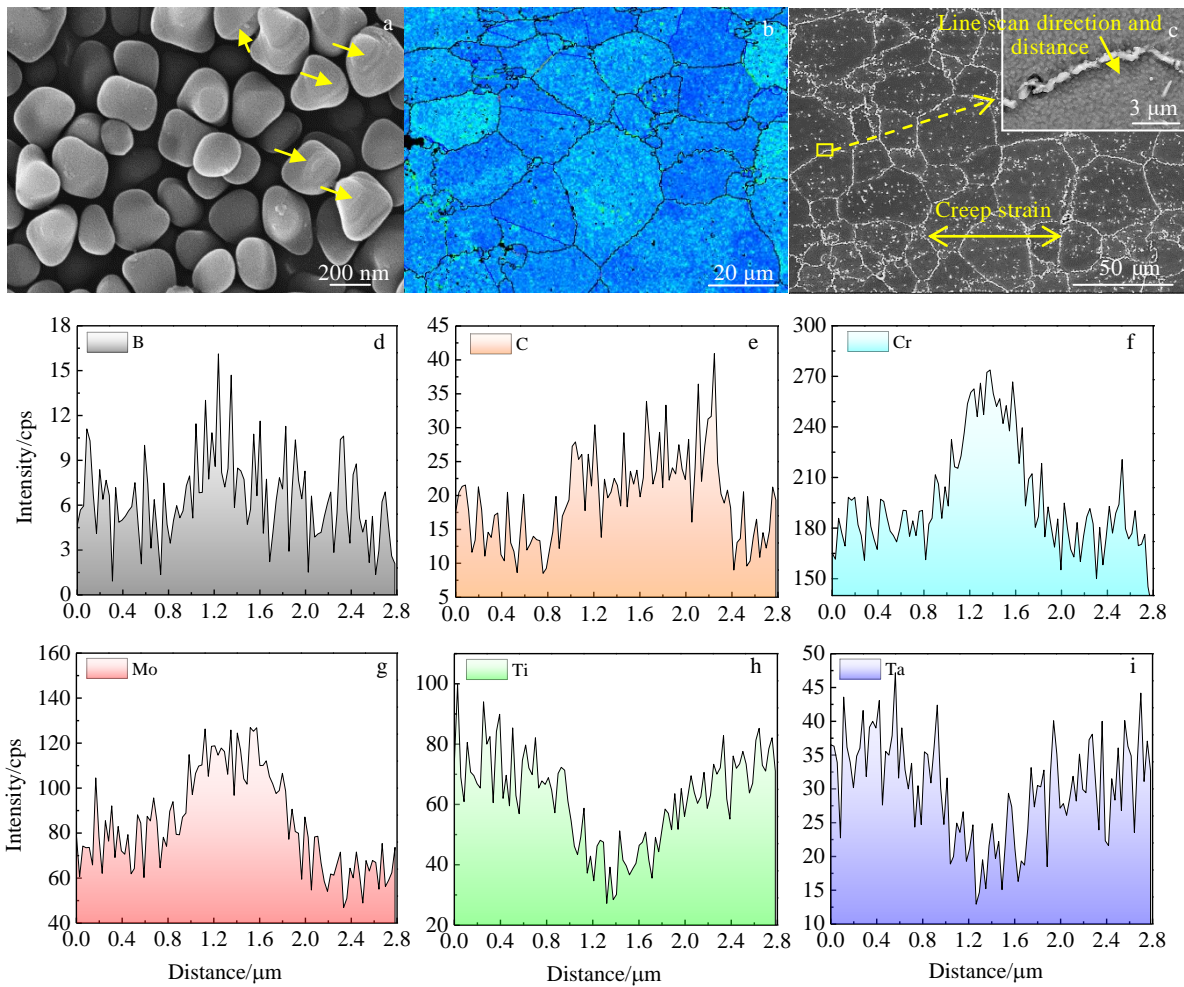 a
200 nm
b
20 μm
Line scan direction and
distance
c
3 μm
Creep strain
50 μm
18
15
12
9
6
3
0
B
d
0.0 0.4 0.8 1.2 1.6 2.0 2.4 2.8
Intensity/cps
45
40
35
30
25
20
15
10
5
C
e
0.0 0.4 0.8 1.2 1.6 2.0 2.4 2.8
300
270
240
210
180
150
Cr
f
0.0 0.4 0.8 1.2 1.6 2.0 2.4 2.8
160
140
120
100
80
60
40
Mo
g
0.0 0.4 0.8 1.2 1.6 2.0 2.4 2.8
Intensity/cps
Distance/μm
100
80
60
40
20
Ti
h
0.0 0.4 0.8 1.2 1.6 2.0 2.4 2.8
Distance/μm
50
45
40
35
30
25
20
15
10
Ta
i
0.0 0.4 0.8 1.2 1.6 2.0 2.4 2.8
Distance/μm